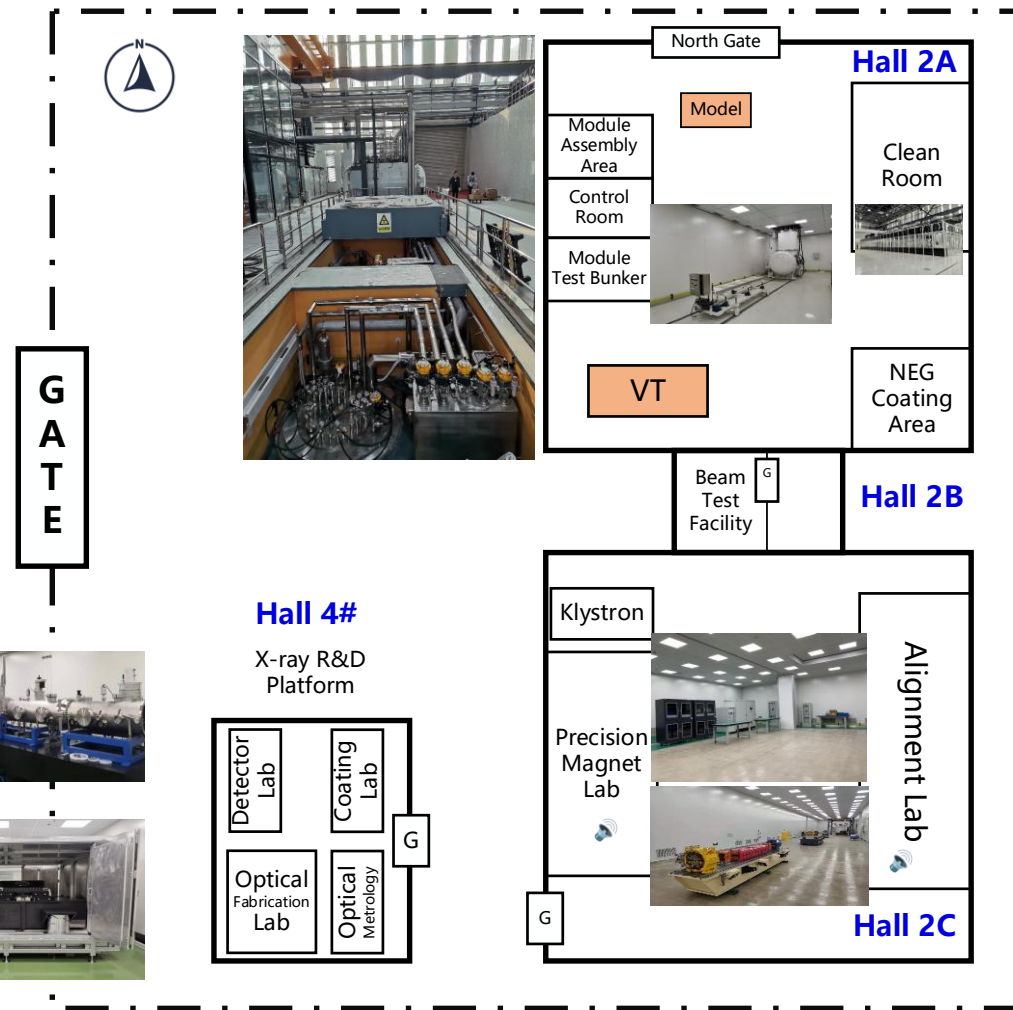 N
North Gate
Hall 2A
Model
Module
Assembly
Area
Control
Room
Module
Test Bunker
Clean
Room
VT
NEG
Coating
Area
G
A
T
E
Beam
Test
Facility
G
Hall 2B
Hall 4#
X-ray R&D
Platform
Detector
Lab
Coating
Lab
G
Optical
Fabrication
Lab
Optical
Metrology
Klystron
Precision
Magnet
Lab
Alignment Lab
G
Hall 2C